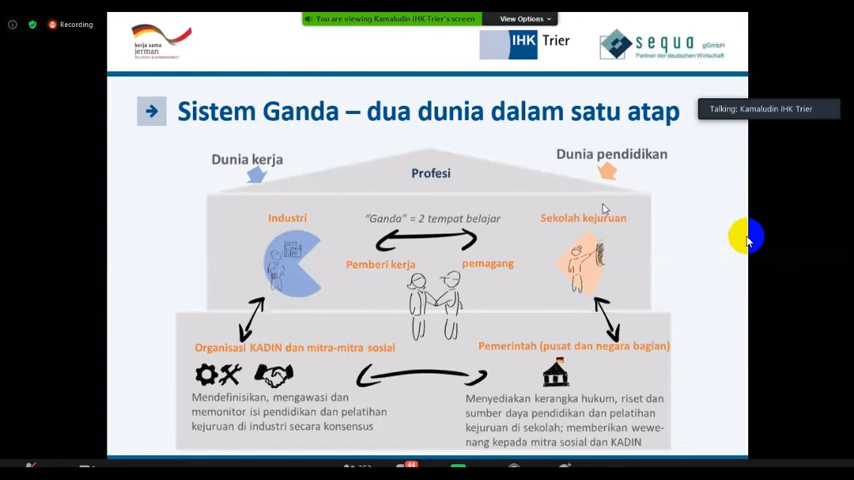 Recording
You are viewing Kamaludin IHK Trier's screen
View Options
kerja sama
jerman
IHK Trier
sequa gGmbH
Partner der deutschen Wirtschaft
Sistem Ganda – dua dunia dalam satu atap
Talking: Kamaludin IHK Trier
Dunia kerja
Dunia pendidikan
Profesi
Industri
"Ganda" = 2 tempat belajar
Sekolah kejuruan
Pemberi kerja
pemagang
Organisasi KADIN dan mitra-mitra sosial
Pemerintah (pusat dan negara bagian)
Mendefinisikan, mengawasi dan
memonitor isi pendidikan dan pelatihan
kejuruan di industri secara konsensus
Menyediakan kerangka hukum, riset dan
sumber daya pendidikan dan pelatihan
kejuruan di sekolah; memberikan wewe-
nang kepada mitra sosial dan KADIN